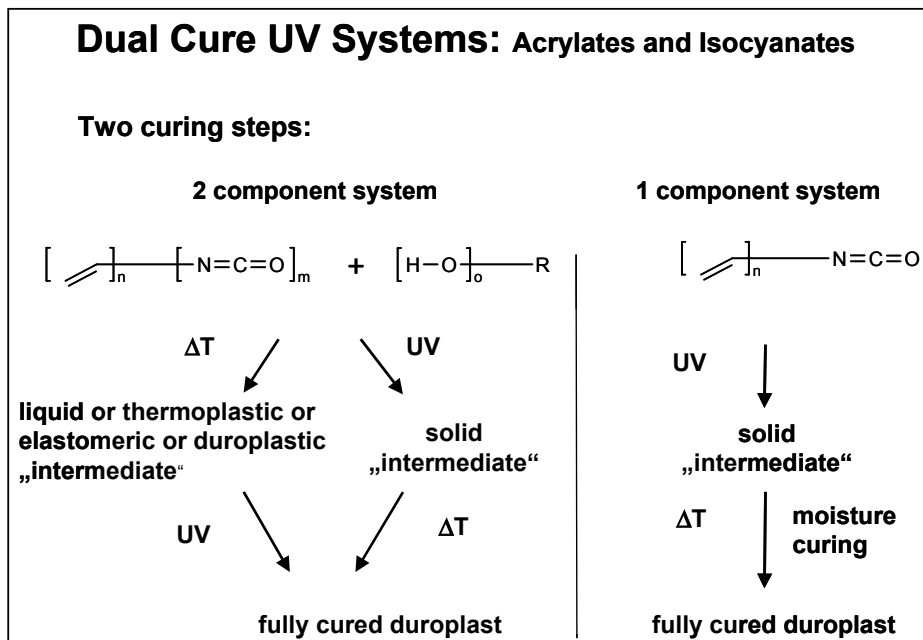 Dual Cure UV Systems: Acrylates and Isocyanates
Two curing steps:
2 component system
[ ]n [N=C=O]m + [H-O]o R
ΔT
UV
liquid or thermoplastic or
elastomeric or duroplastic
„intermediate“
solid
„intermediate“
UV
ΔT
fully cured duroplast
1 component system
[ ]n N=C=O
UV
solid
„intermediate“
ΔT
moisture
curing
fully cured duroplast